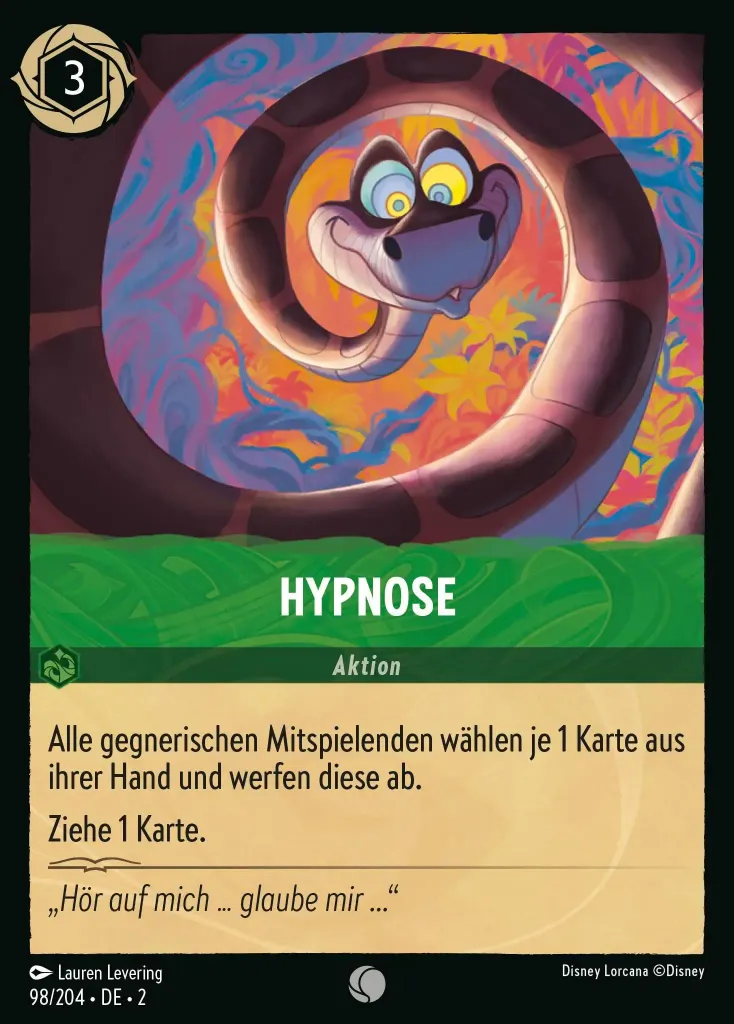 3
HYPNOSE
Aktion
Alle gegnerischen Mitspielenden wählen je 1 Karte aus
ihrer Hand und werfen diese ab.
Ziehe 1 Karte.
„Hör auf mich ... glaube mir ...“
Lauren Levering
Disney Lorcana ©Disney
98/204 • DE • 2